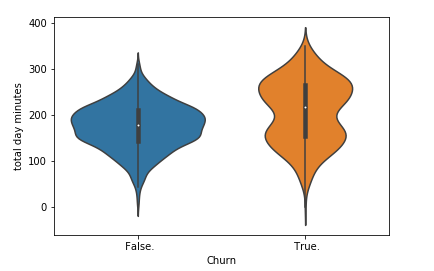 400
300
200
100
0
total day minutes
False.
True.
Churn